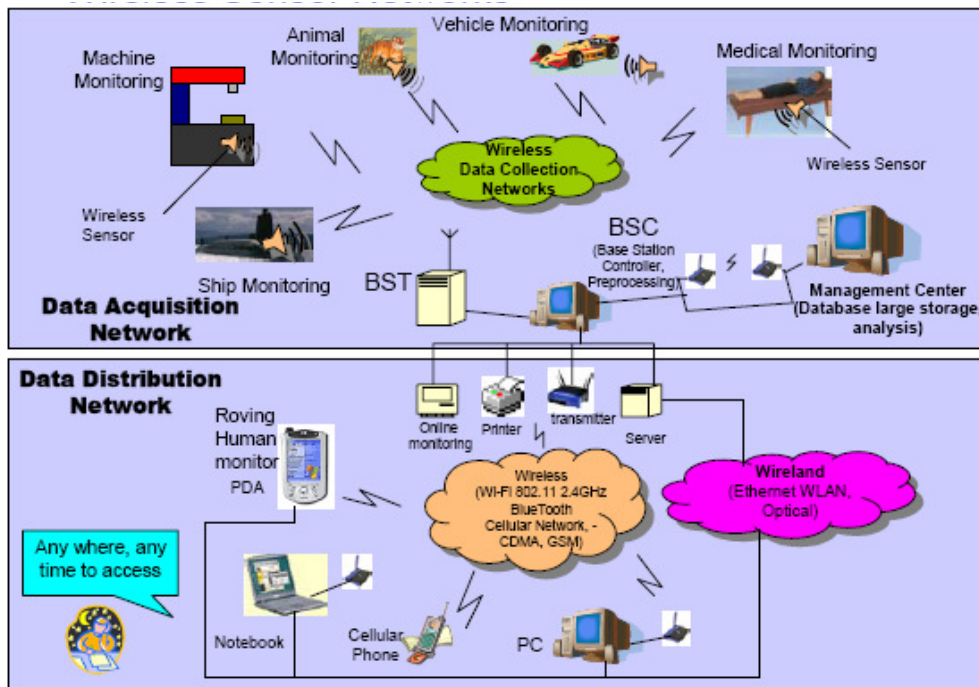 Wireless Sensor Networks
Vehicle Monitoring
Animal
Monitoring
Machine
Monitoring
Medical Monitoring
Wireless
Data Collection
Networks
Wireless Sensor
Wireless
Sensor
Ship Monitoring
BST
BSC
(Base Station
Controller,
Preprocessing)
Management Center
(Database large storage,
analysis)
Data Acquisition
Network
Data Distribution
Network
Roving
Human
monitor
PDA
Online
monitoring
Printer
transmitter
Server
Wireless
(WI-FI 802.11 2.4GHz
BlueTooth
Cellular Network, -
CDMA, GSM)
Wireland
(Ethernet WLAN,
Optical)
Any where, any
time to access
Notebook
Cellular
Phone
PC